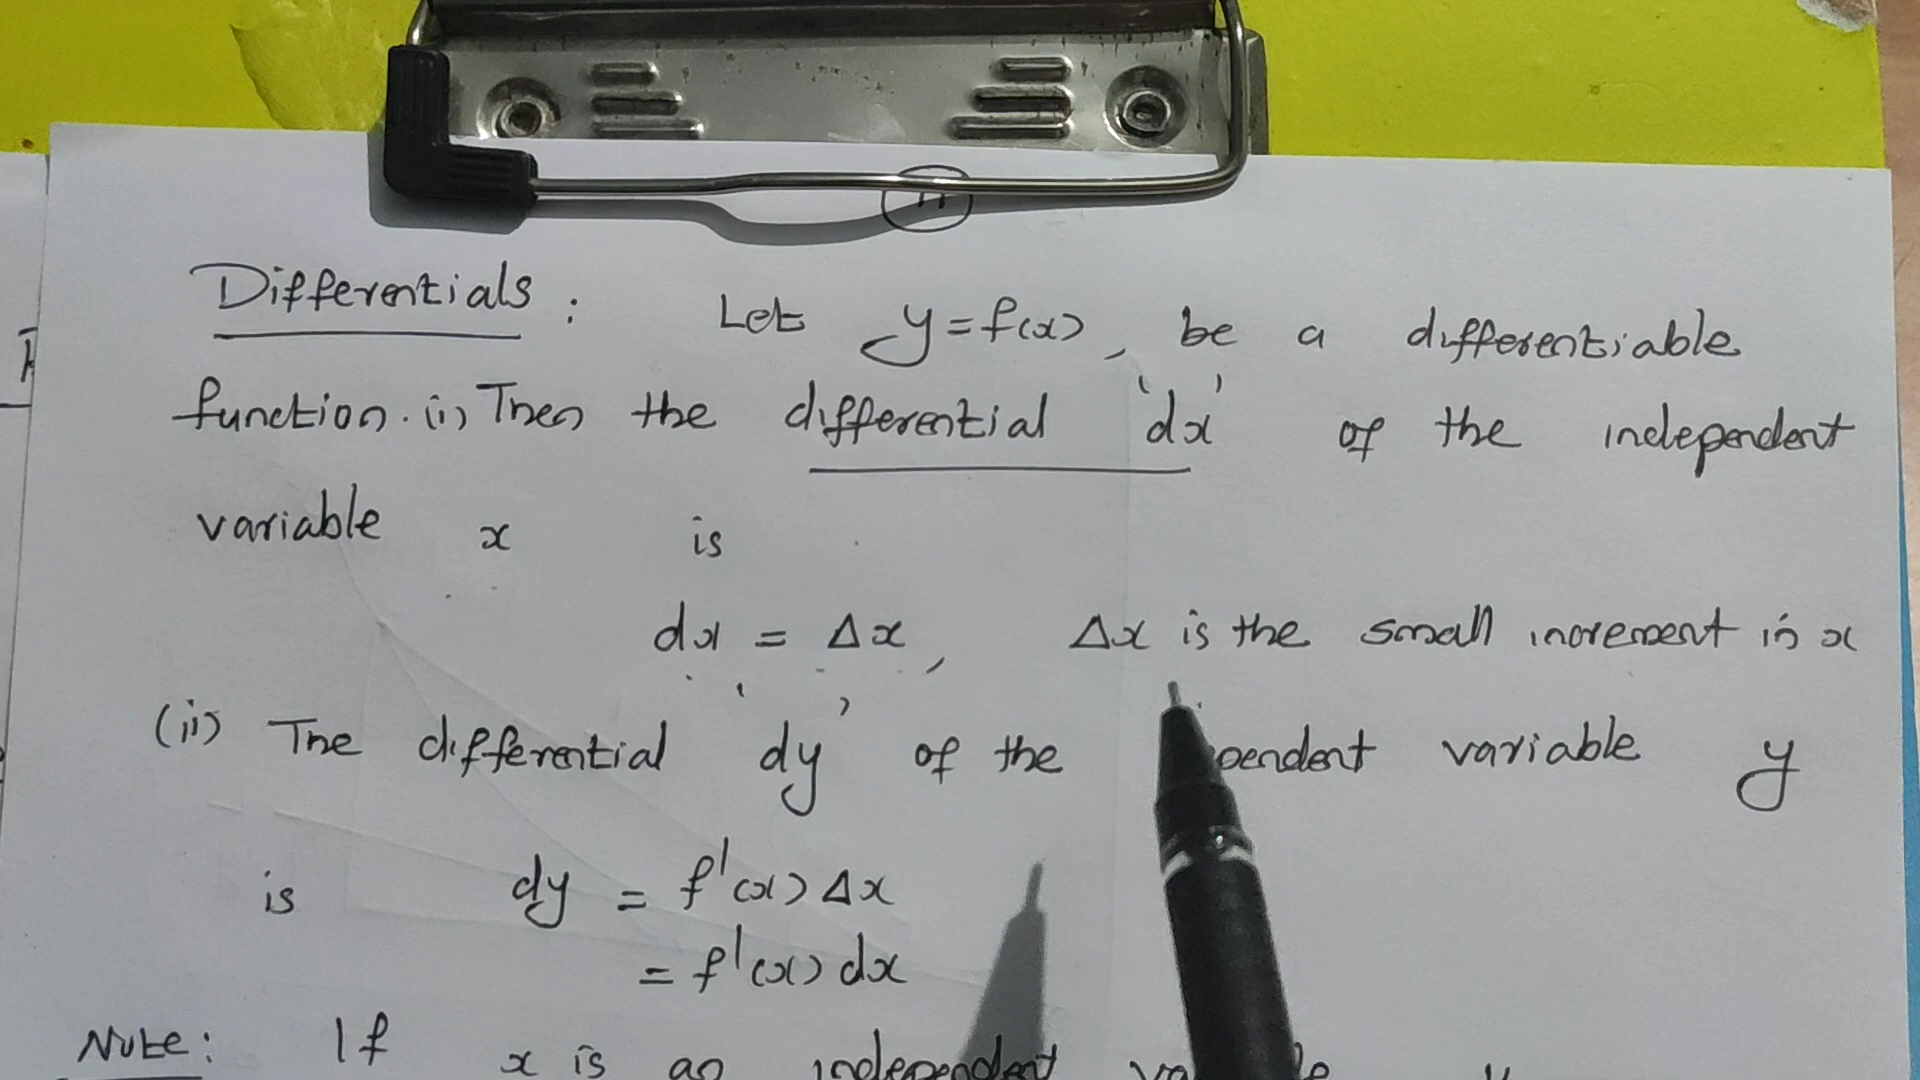 11
Differentials : Let y=f(x), be a differentiable
function. (i) Then the differential 'dx' of the independent
variable x is
dx = Δx, Δx is the small increment in x
(ii) The differential 'dy' of the pendent variable y
is dy = f'(x) Δx
= f'(x) dx
Note: If x is an independent